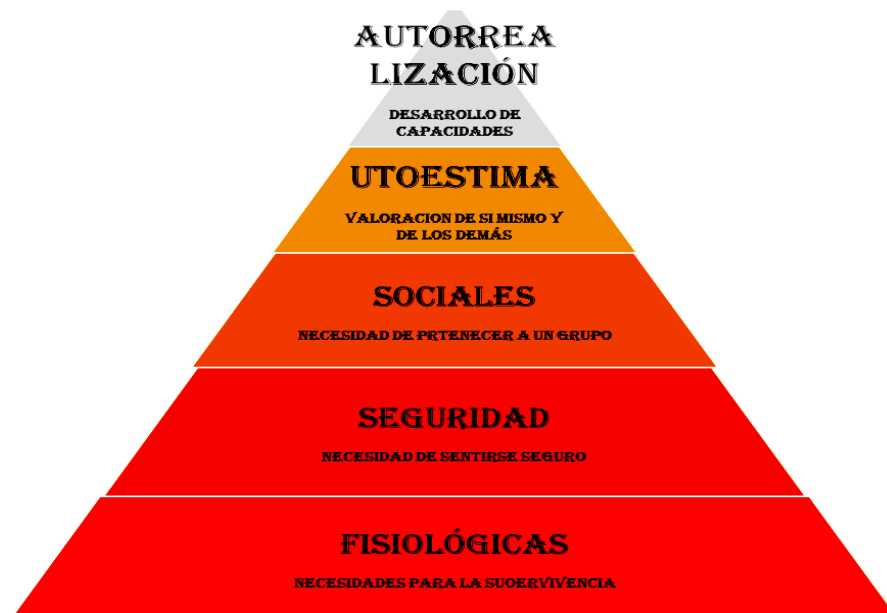 AUTORREA
LIZACIÓN
DESARROLLO DE
CAPACIDADES
UTOESTIMA
VALORACION DE SI MISMO Y
DE LOS DEMÁS
SOCIALES
NECESIDAD DE PRTENECER A UN GRUPO
SEGURIDAD
NECESIDAD DE SENTIRSE SEGURO
FISIOLÓGICAS
NECESIDADES PARA LA SUOERVIVENCIA